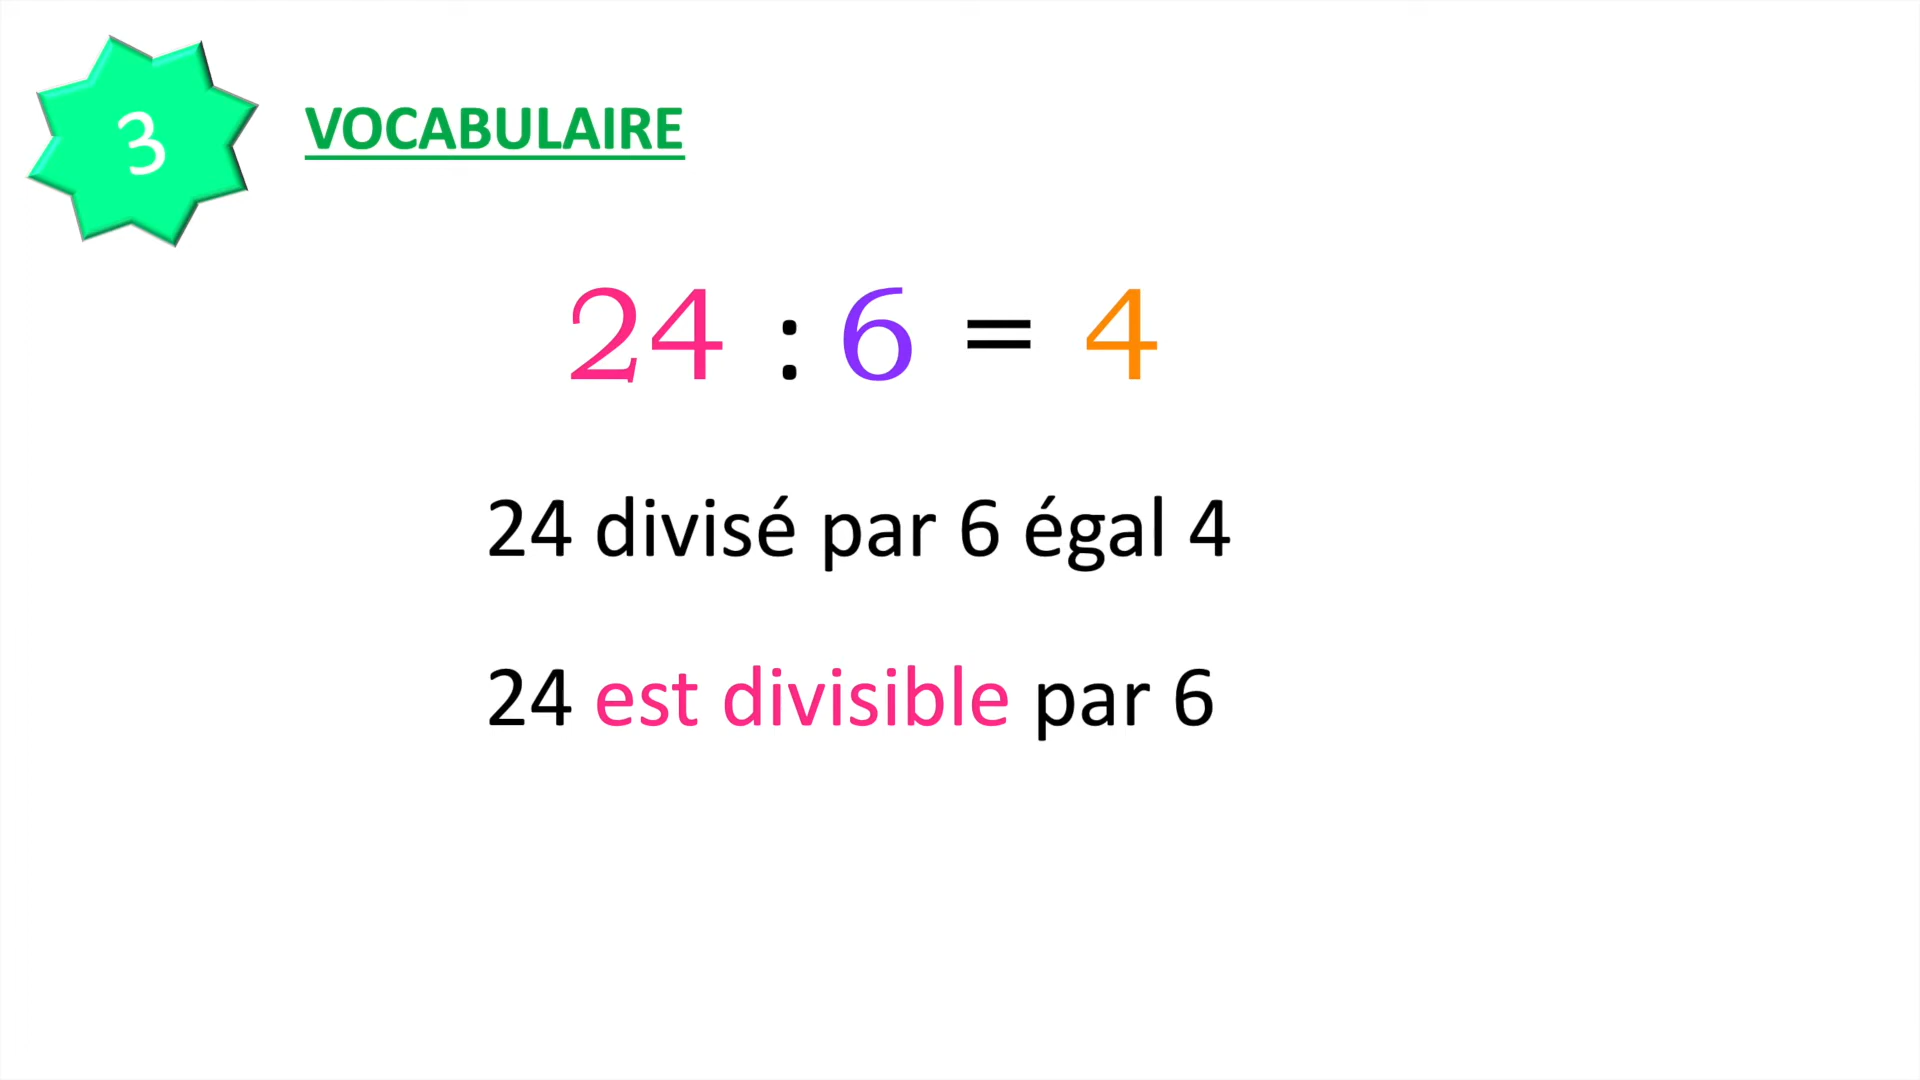 3
VOCABULAIRE
24 : 6 = 4
24 divisé par 6 égal 4
24 est divisible par 6